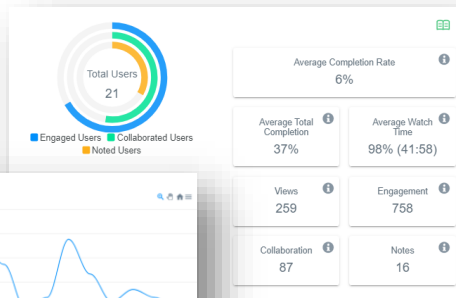 Total Users
21
Engaged Users Collaborated Users
Noted Users
Average Completion Rate
6%
Average Total
Completion
37%
Average Watch
Time
98% (41:58)
Views
259
Engagement
758
Collaboration
87
Notes
16